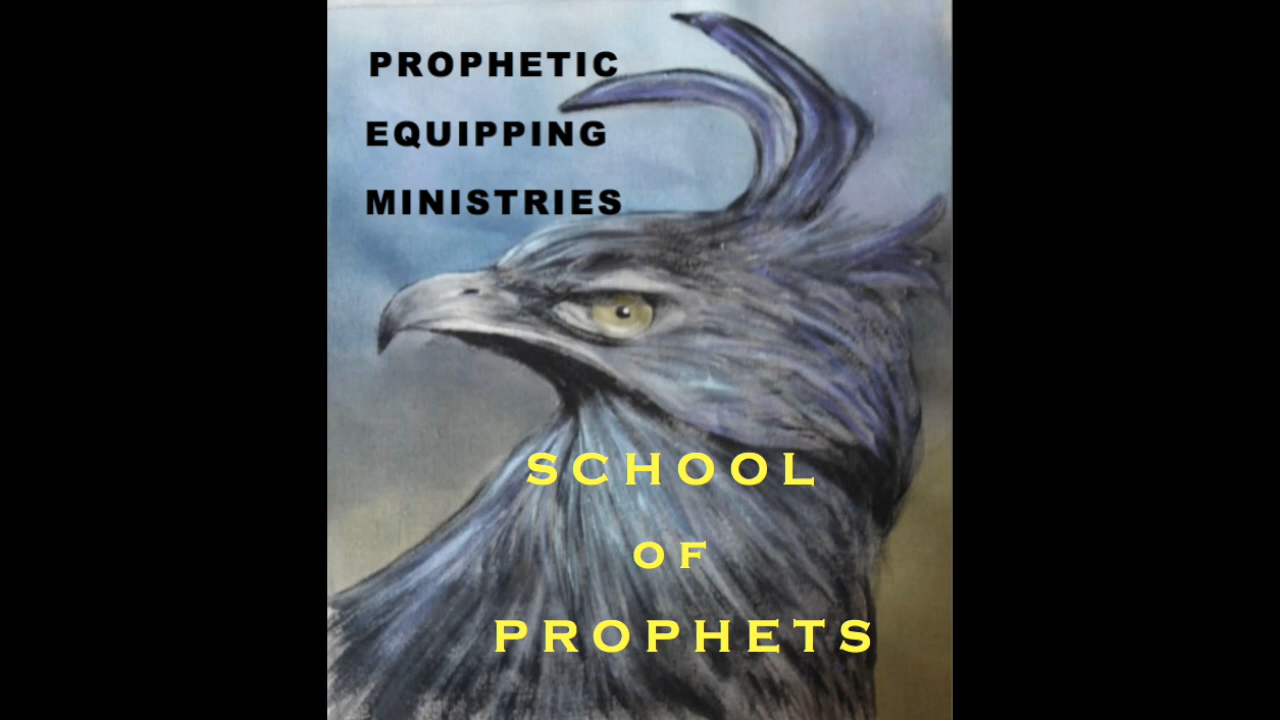 PROPHETIC
EQUIPPING
MINISTRIES
SCHOOL
OF
PROPHETS